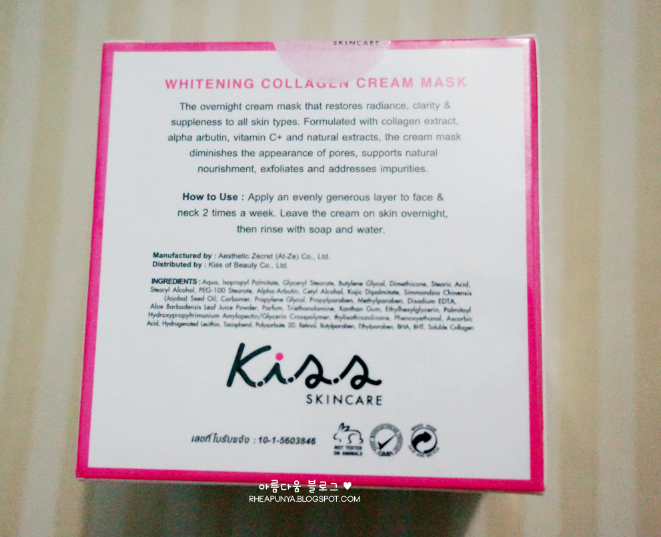 SKINCARE
WHITENING COLLAGEN CREAM MASK
The overnight cream mask that restores radiance, clarity &
suppleness to all skin types. Formulated with collagen extract,
alpha arbutin, vitamin C+ and natural extracts, the cream mask
diminishes the appearance of pores, supports natural
nourishment, exfoliates and addresses impurities.
How to Use : Apply an evenly generous layer to face &
neck 2 times a week. Leave the cream on skin overnight,
then rinse with soap and water.
Manufactured by : Aesthetic Zecret (At-Ze) Co., Ltd.
Distributed by : Kiss of Beauty Co., Ltd.
INGREDIENTS : Aqua, Isopropyl Palmitate, Glyceryl Stearate, Butylene Glycol, Dimethicone, Stearic Acid,
Stearyl Alcohol, PEG-100 Stearate, Alpha-Arbutin, Cetyl Alcohol, Kojic Dipalmitate, Simmondsia Chinensis
(Jojoba) Seed Oil, Carbomer, Propylene Glycol, Propylparaben, Methylparaben, Disodium EDTA,
Aloe Barbadensis Leaf Juice Powder, Parfum, Triethanolamine, Xanthan Gum, Ethylhexylglycerin, Palmitoyl
Hydroxypropyltrimonium Amylopectin/Glycerin Crosspolymer, Phenoxyethanol, Ascorbic
Acid, Hydrogenated Lecithin, Tocopherol, Polysorbate 20, Retinol, Butylparaben, Ethylparaben, BHA, BHT, Soluble Collagen
K.i.s.s
SKINCARE
เลขที่ใบรับแจ้ง : 10-1-5603846
NOT TESTED
ON ANIMALS
GMP
아름다움 블로그 ♥
RHEAPUNYA.BLOGSPOT.COM